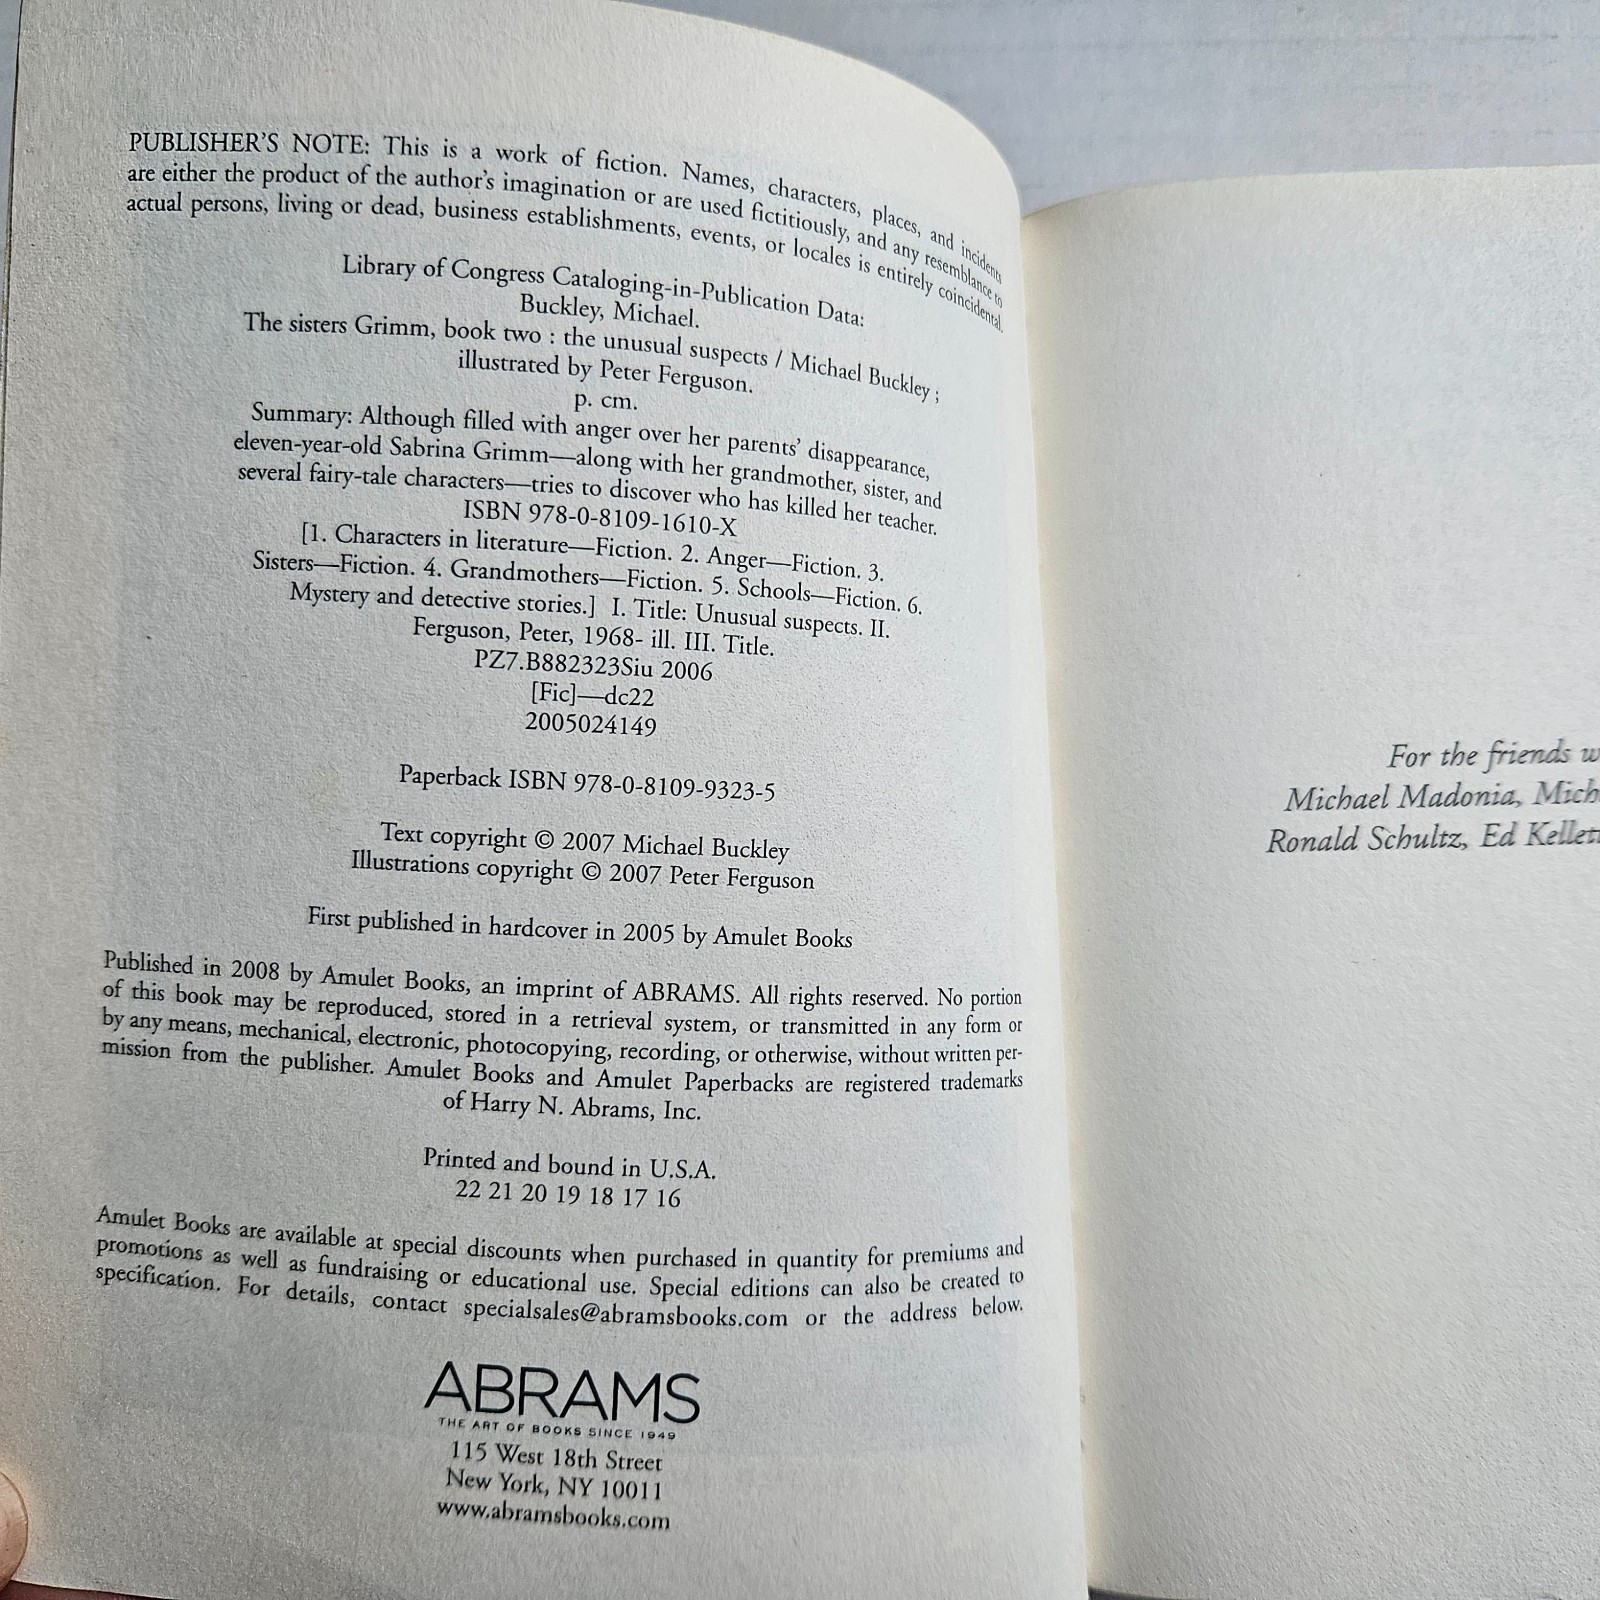 PUBLISHER'S NOTE: This is a work of fiction. Names, characters, places, and incidents
are either the product of the author's imagination or are used fictitiously, and any resemblance to
actual persons, living or dead, business establishments, events, or locales is entirely coincidental.
Library of Congress Cataloging-in-Publication Data:
Buckley, Michael.
The sisters Grimm, book two : the unusual suspects / Michael Buckley ;
illustrated by Peter Ferguson.
p. cm.
Summary: Although filled with anger over her parents' disappearance,
eleven-year-old Sabrina Grimm—along with her grandmother, sister, and
several fairy-tale characters—tries to discover who has killed her teacher.
ISBN 978-0-8109-1610-X
[1. Characters in literature—Fiction. 2. Anger—Fiction. 3.
Sisters—Fiction. 4. Grandmothers—Fiction. 5. Schools—Fiction. 6.
Mystery and detective stories.] I. Title: Unusual suspects. II.
Ferguson, Peter, 1968- ill. III. Title.
PZ7.B882323Siu 2006
[Fic]—dc22
2005024149
Paperback ISBN 978-0-8109-9323-5
Text copyright © 2007 Michael Buckley
Illustrations copyright © 2007 Peter Ferguson
First published in hardcover in 2005 by Amulet Books
Published in 2008 by Amulet Books, an imprint of ABRAMS. All rights reserved. No portion
of this book may be reproduced, stored in a retrieval system, or transmitted in any form or
by any means, mechanical, electronic, photocopying, recording, or otherwise, without written per-
mission from the publisher. Amulet Books and Amulet Paperbacks are registered trademarks
of Harry N. Abrams, Inc.
Printed and bound in U.S.A.
22 21 20 19 18 17 16
Amulet Books are available at special discounts when purchased in quantity for premiums and
promotions as well as fundraising or educational use. Special editions can also be created to
specification. For details, contact specialsales@abramsbooks.com or the address below.
ABRAMS
THE ART OF BOOKS SINCE 1949
115 West 18th Street
New York, NY 10011
www.abramsbooks.com
For the friends
Michael Madonia,
Ronald Schultz, Ed